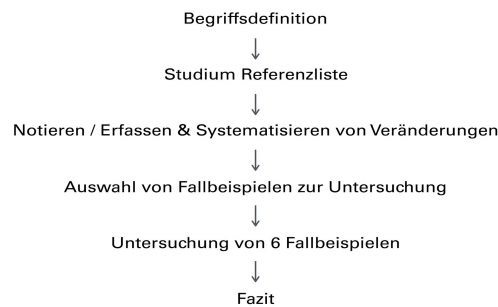 Begriffsdefinition
Studium Referenzliste
Notieren / Erfassen & Systematisieren von Veränderungen
Auswahl von Fallbeispielen zur Untersuchung
Untersuchung von 6 Fallbeispielen
Fazit